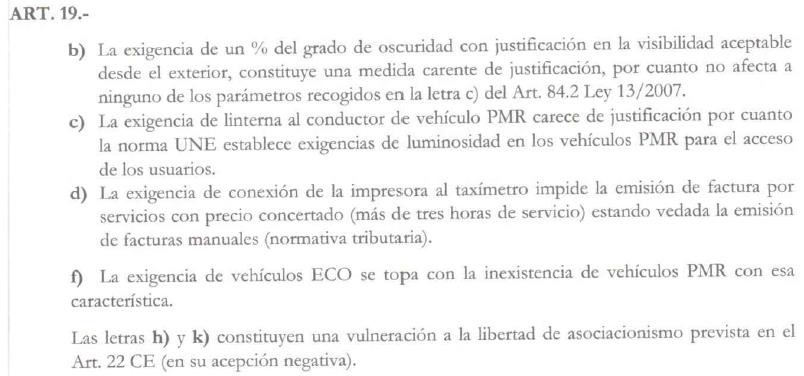 ART. 19.-
b) La exigencia de un % del grado de oscuridad con justificación en la visibilidad aceptable
desde el exterior, constituye una medida carente de justificación, por cuanto no afecta a
ninguno de los parámetros recogidos en la letra c) del Art. 84.2 Ley 13/2007.
c) La exigencia de linterna al conductor de vehículo PMR carece de justificación por cuanto
la norma UNE establece exigencias de luminosidad en los vehículos PMR para el acceso
de los usuarios.
d) La exigencia de conexión de la impresora al taxímetro impide la emisión de factura por
servicios con precio concertado (más de tres horas de servicio) estando vedada la emisión
de facturas manuales (normativa tributaria).
f) La exigencia de vehículos ECO se topa con la inexistencia de vehículos PMR con esa
característica.
Las letras h) y k) constituyen una vulneración a la libertad de asociacionismo prevista en el
Art. 22 CE (en su acepción negativa).